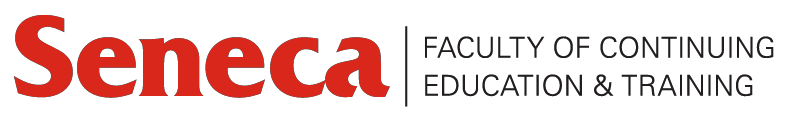 Seneca
FACULTY OF CONTINUING
EDUCATION & TRAINING